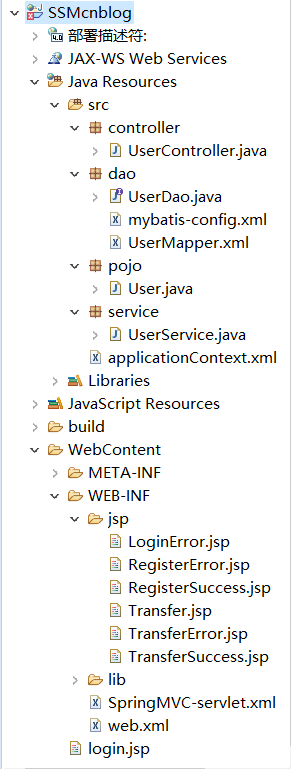 SSMcnblog
部署描述符:
JAX-WS Web Services
Java Resources
src
controller
UserController.java
dao
UserDao.java
mybatis-config.xml
UserMapper.xml
pojo
User.java
service
UserService.java
applicationContext.xml
Libraries
JavaScript Resources
build
WebContent
META-INF
WEB-INF
jsp
LoginError.jsp
RegisterError.jsp
RegisterSuccess.jsp
Transfer.jsp
TransferError.jsp
TransferSuccess.jsp
lib
SpringMVC-servlet.xml
web.xml
login.jsp